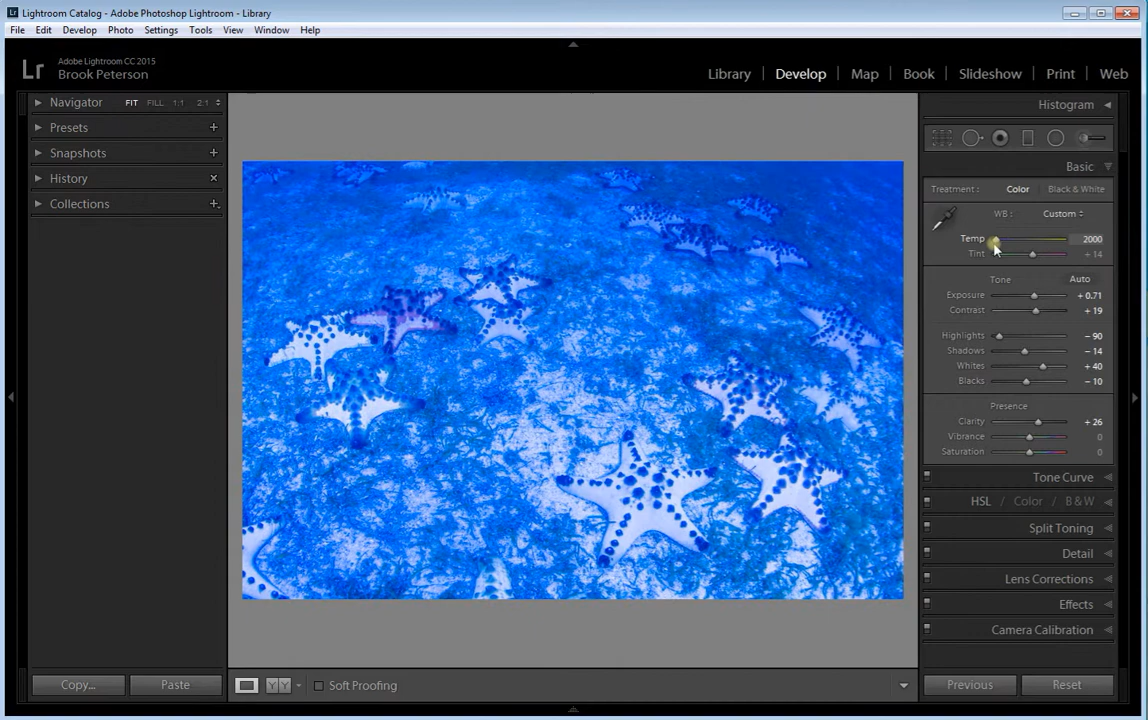 Lightroom Catalog - Adobe Photoshop Lightroom - Library
File Edit Develop Photo Settings Tools View Window Help
Lr
Adobe Lightroom CC 2015
Brook Peterson
Library | Develop | Map | Book | Slideshow | Print | Web
Navigator FIT FILL 1:1 2:1
Presets
Snapshots
History
Collections
Copy...
Paste
Y Y
Soft Proofing
Histogram
Basic
Treatment : Color Black & White
WB : Custom
Temp 2000
Tint + 14
Tone Auto
Exposure + 0.71
Contrast + 19
Highlights − 90
Shadows − 14
Whites + 40
Blacks − 10
Presence
Clarity + 26
Vibrance 0
Saturation 0
Tone Curve
HSL / Color / B & W
Split Toning
Detail
Lens Corrections
Effects
Camera Calibration
Previous
Reset